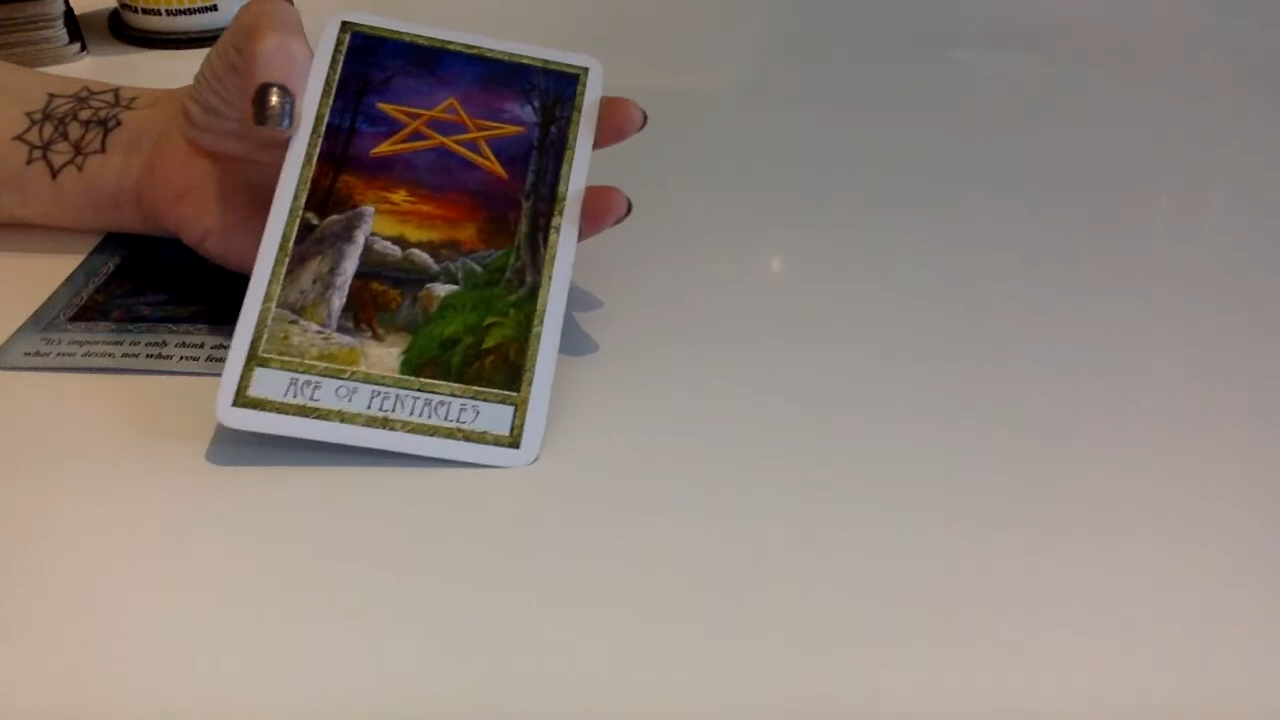 LITTLE MISS SUNSHINE
"It's important to only think
what you desire, not what you
ACE OF PENTACLES